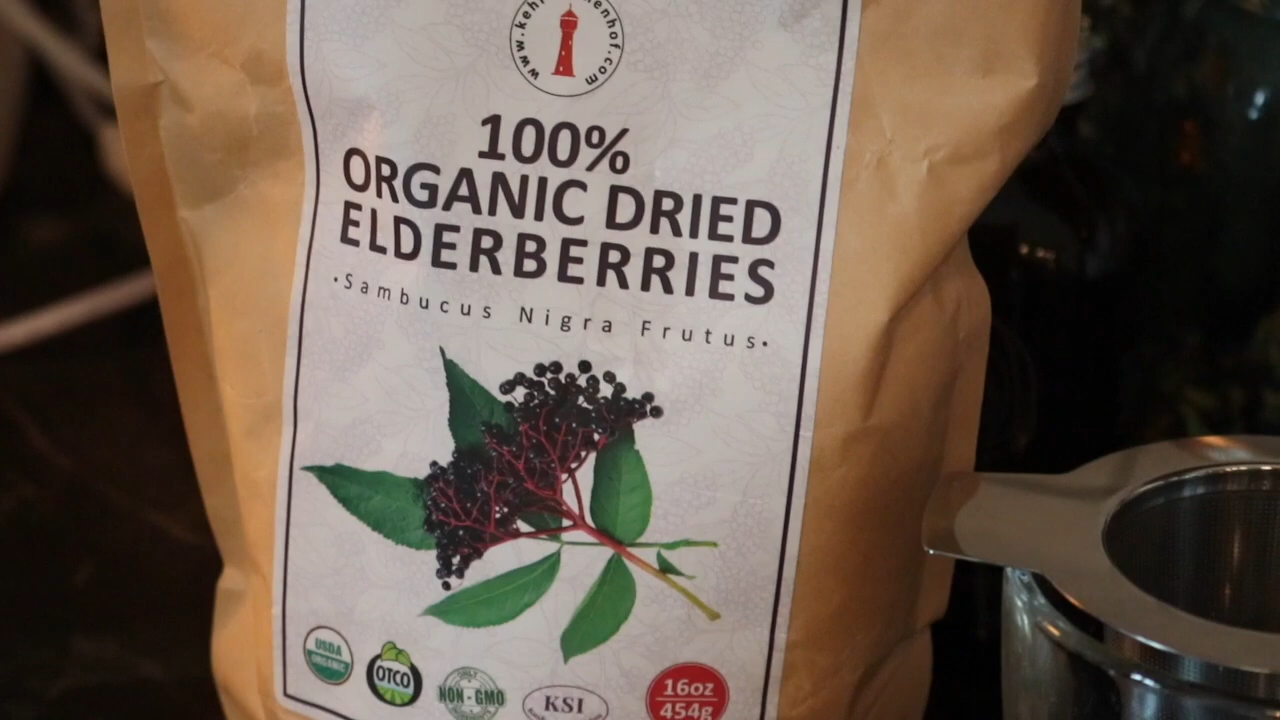 100%
ORGANIC DRIED
ELDERBERRIES
·Sambucus Nigra Frutus·
USDA
ORGANIC
OTCO
NON-GMO
KSI
16oz
454g